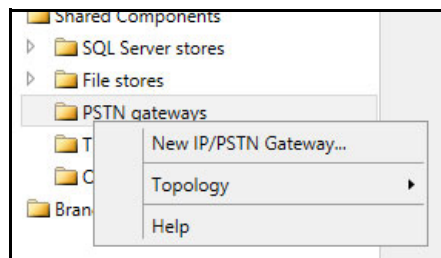 Shared Components
SQL Server stores
File stores
PSTN gateways
New IP/PSTN Gateway...
Topology
Help